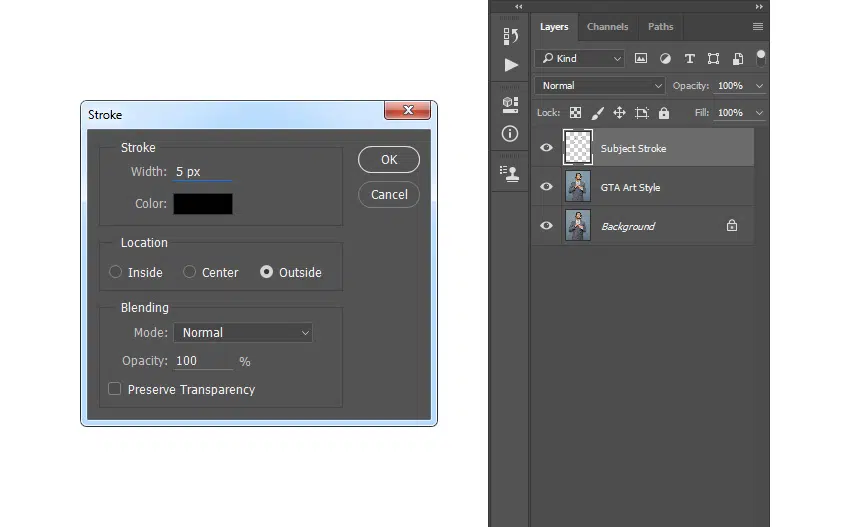 Stroke
Stroke
Width: 5 px
Color:
OK
Cancel
Location
Inside Center Outside
Blending
Mode: Normal
Opacity: 100 %
Preserve Transparency
Layers Channels Paths
Kind
Normal Opacity: 100%
Lock: Fill: 100%
Subject Stroke
GTA Art Style
Background